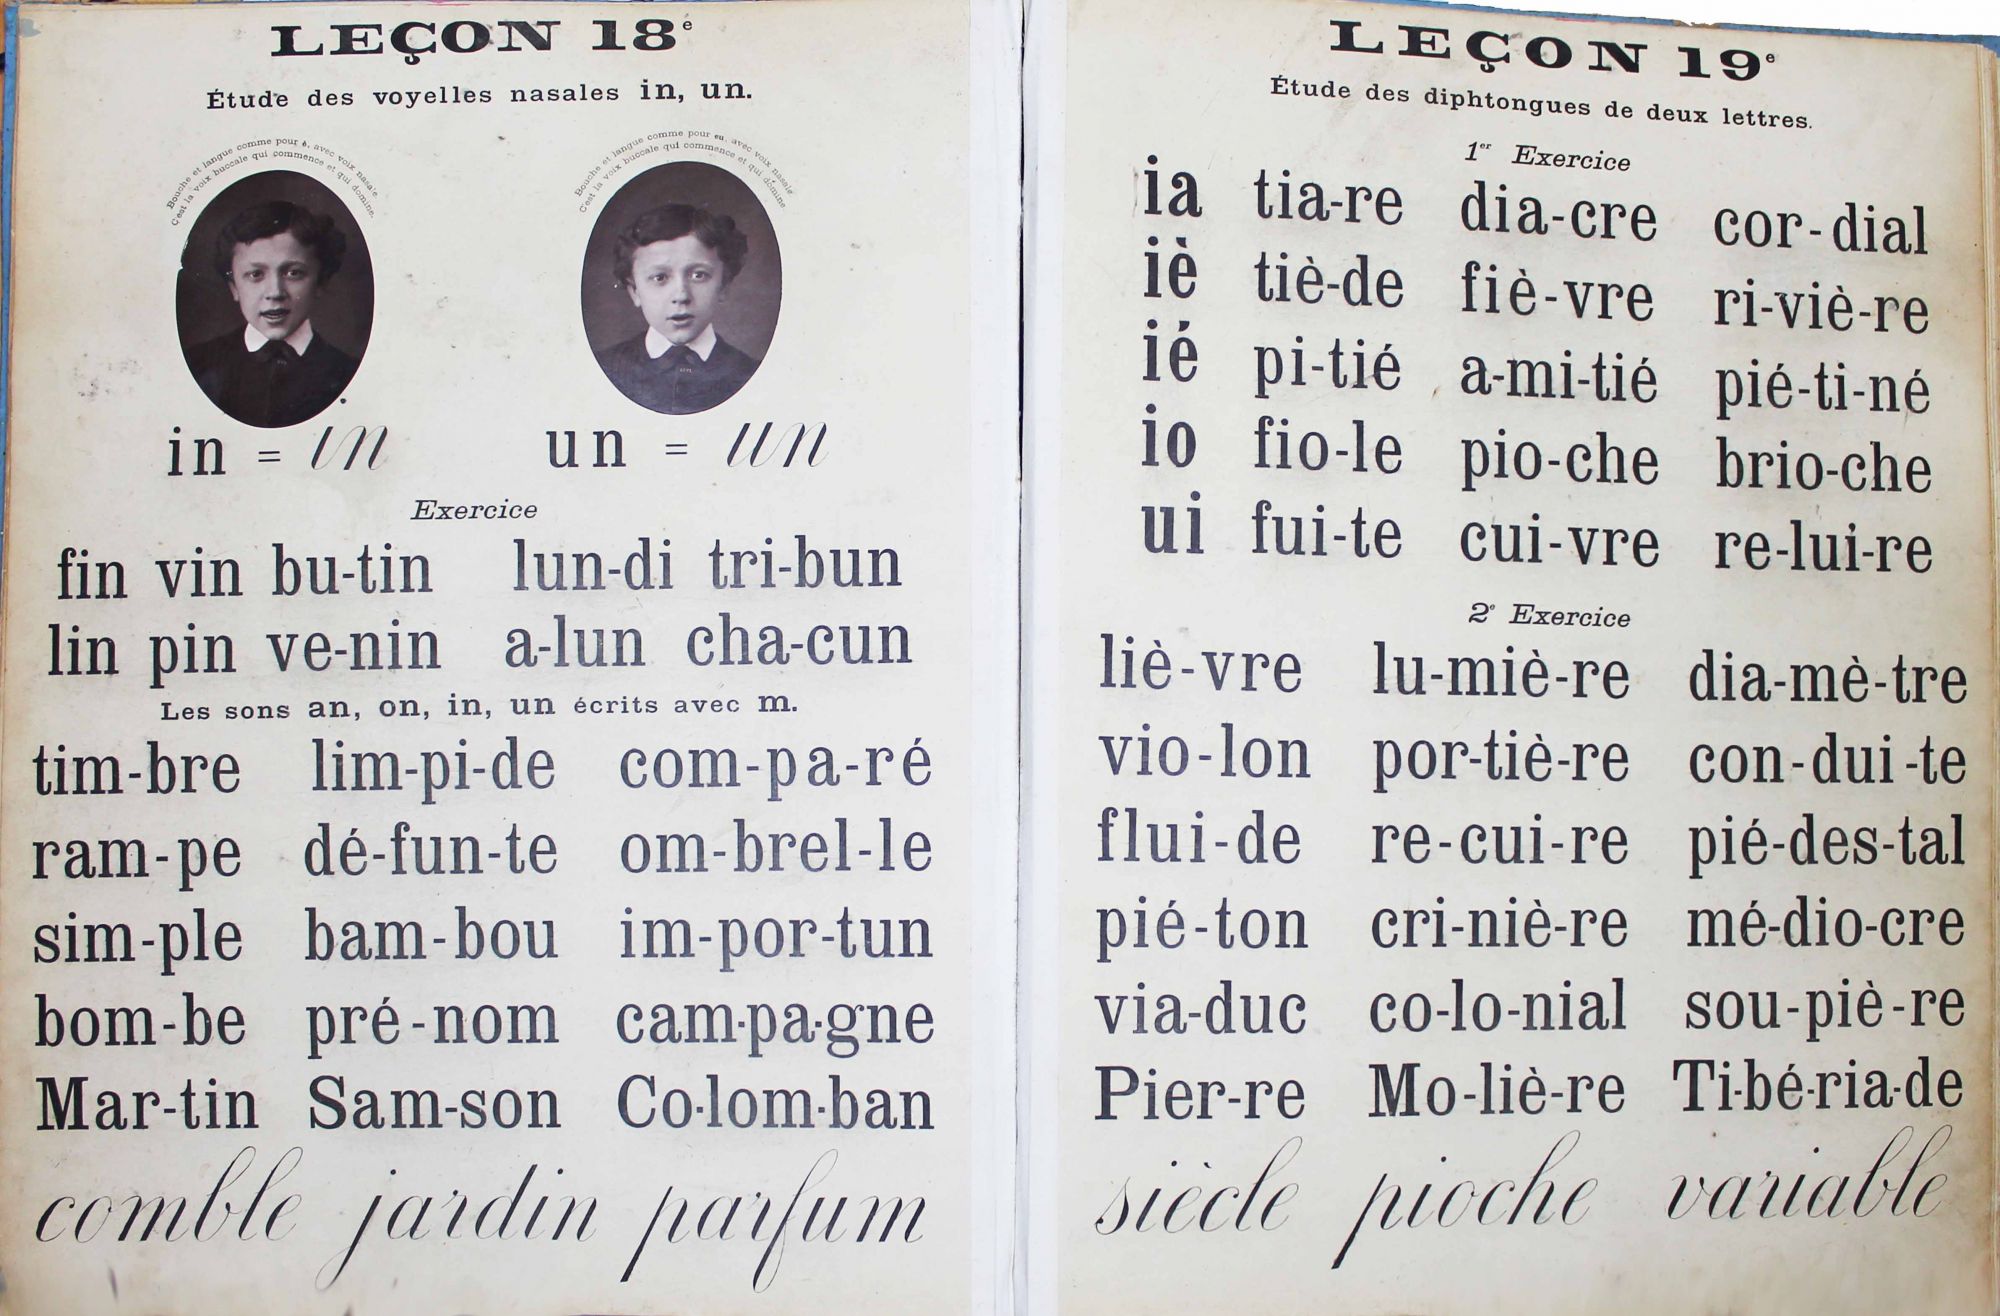 LEÇON 18é
Étude des voyelles nasales in, un.
Bouche et langue comme pour è, avec voix nasale
C'est la voix buccale qui commence et qui domine.
Bouche et langue comme pour eu, avec voix nasale
C'est la voix buccale qui commence et qui domine
in = in
un = un
Exercice
fin vin bu-tin lun-di tri-bun
lin pin ve-nin a-lun cha-cun
Les sons an, on, in, un écrits avec m.
tim-bre lim-pi-de com-pa-ré
ram-pe dé-fun-te om-brel-le
sim-ple bam-bou im-por-tun
bom-be pré-nom cam-pa-gne
Mar-tin Sam-son Co-lom-ban
comble jardin parfum
LEÇON 19e
Étude des diphtongues de deux lettres.
1er Exercice
ia tia-re dia-cre cor-dial
iè tiè-de fiè-vre ri-viè-re
ié pi-tié a-mi-tié pié-ti-né
io fio-le pio-che brio-che
ui fui-te cui-vre re-lui-re
2e Exercice
liè-vre lu-miè-re dia-mè-tre
vio-lon por-tiè-re con-dui-te
flui-de re-cui-re pié-des-tal
pié-ton cri-niè-re mé-dio-cre
via-duc co-lo-nial sou-piè-re
Pier-re Mo-liè-re Ti-bé-ria-de
siècle pioche variable